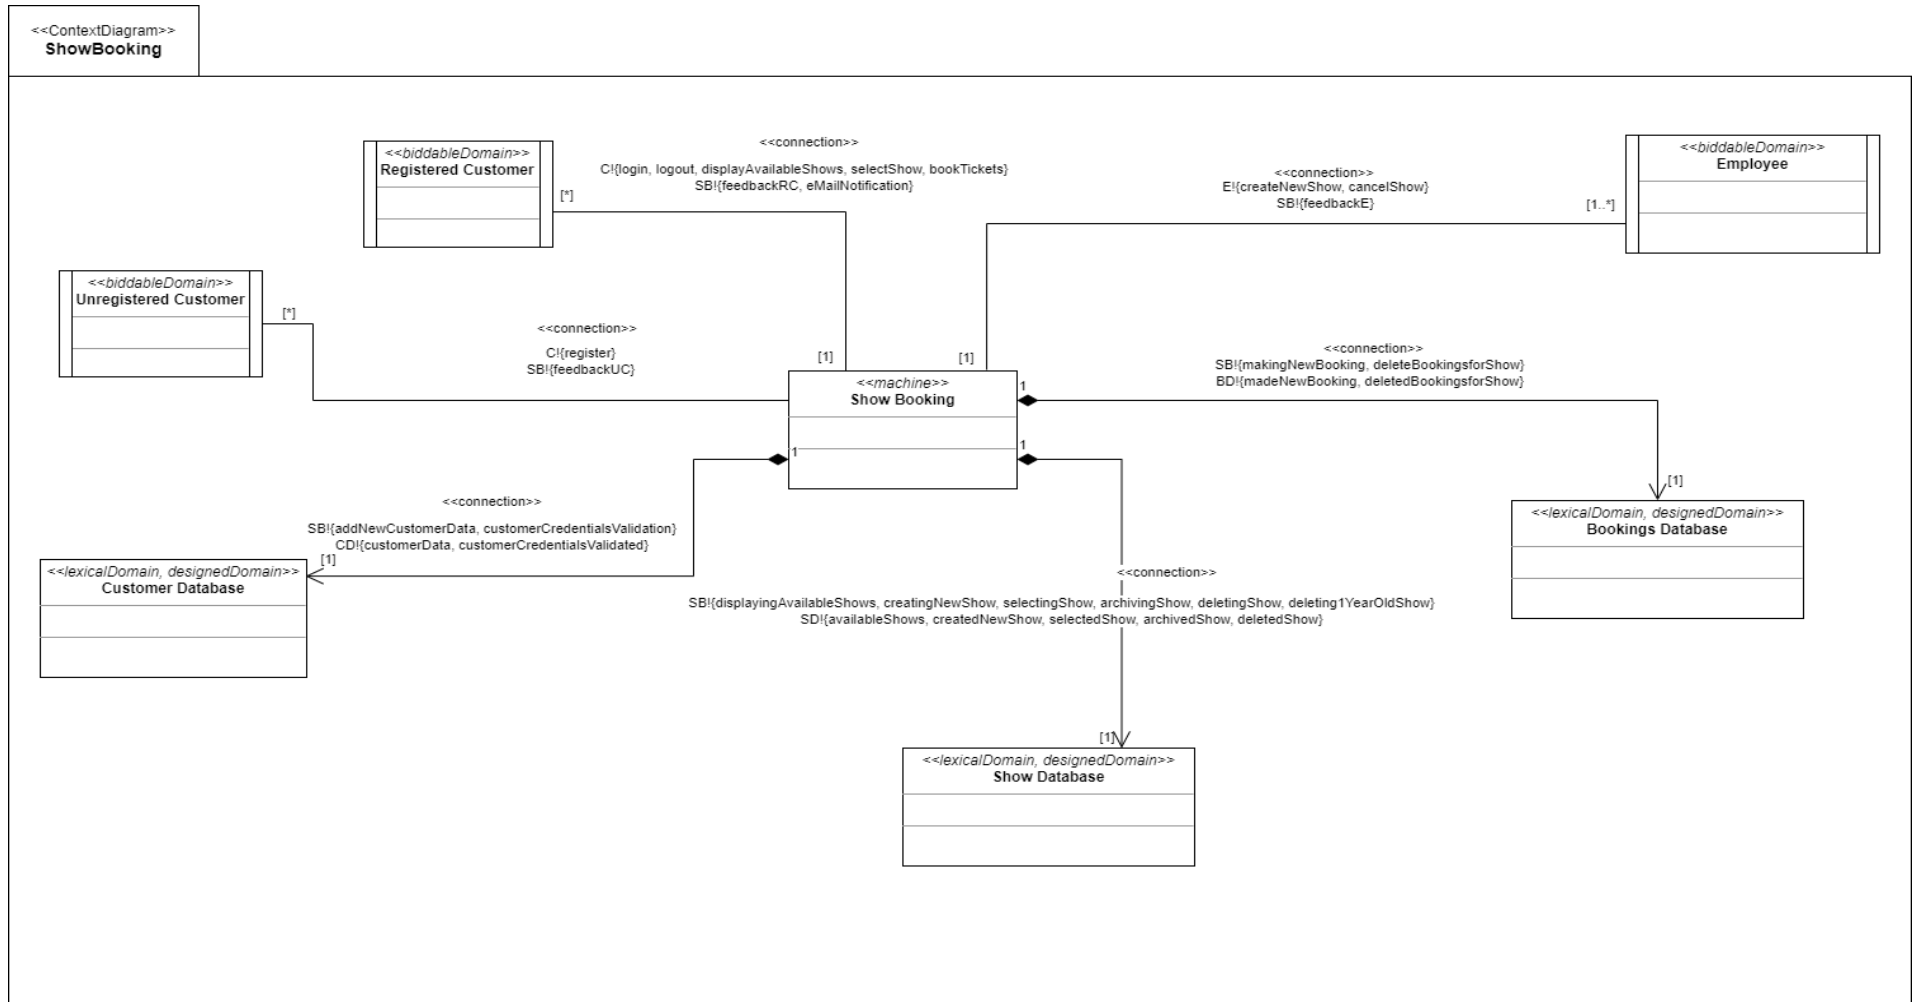 <<ContextDiagram>>
ShowBooking
<<biddableDomain>>
Registered Customer
[*]
<<connection>>
C!{login, logout, displayAvailableShows, selectShow, bookTickets}
SB!{feedbackRC, eMailNotification}
[1]
<<connection>>
E!{createNewShow, cancelShow}
SB!{feedbackE}
[1]
[1..*]
<<biddableDomain>>
Employee
<<biddableDomain>>
Unregistered Customer
[*]
<<connection>>
C!{register}
SB!{feedbackUC}
<<machine>>
Show Booking
1
1
1
<<connection>>
SB!{makingNewBooking, deleteBookingsforShow}
BD!{madeNewBooking, deletedBookingsforShow}
[1]
<<lexicalDomain, designedDomain>>
Bookings Database
<<connection>>
SB!{addNewCustomerData, customerCredentialsValidation}
CD!{customerData, customerCredentialsValidated}
[1]
<<lexicalDomain, designedDomain>>
Customer Database
<<connection>>
SB!{displayingAvailableShows, creatingNewShow, selectingShow, archivingShow, deletingShow, deleting1YearOldShow}
SD!{availableShows, createdNewShow, selectedShow, archivedShow, deletedShow}
[1]
<<lexicalDomain, designedDomain>>
Show Database